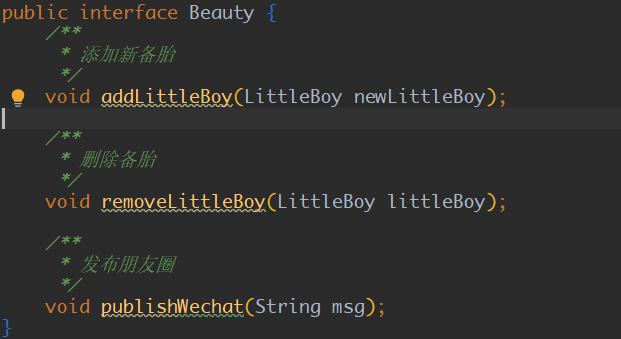 public interface Beauty {
/**
* 添加新备胎
*/
void addLittleBoy(LittleBoy newLittleBoy);
/**
* 删除备胎
*/
void removeLittleBoy(LittleBoy littleBoy);
/**
* 发布朋友圈
*/
void publishWechat(String msg);
}